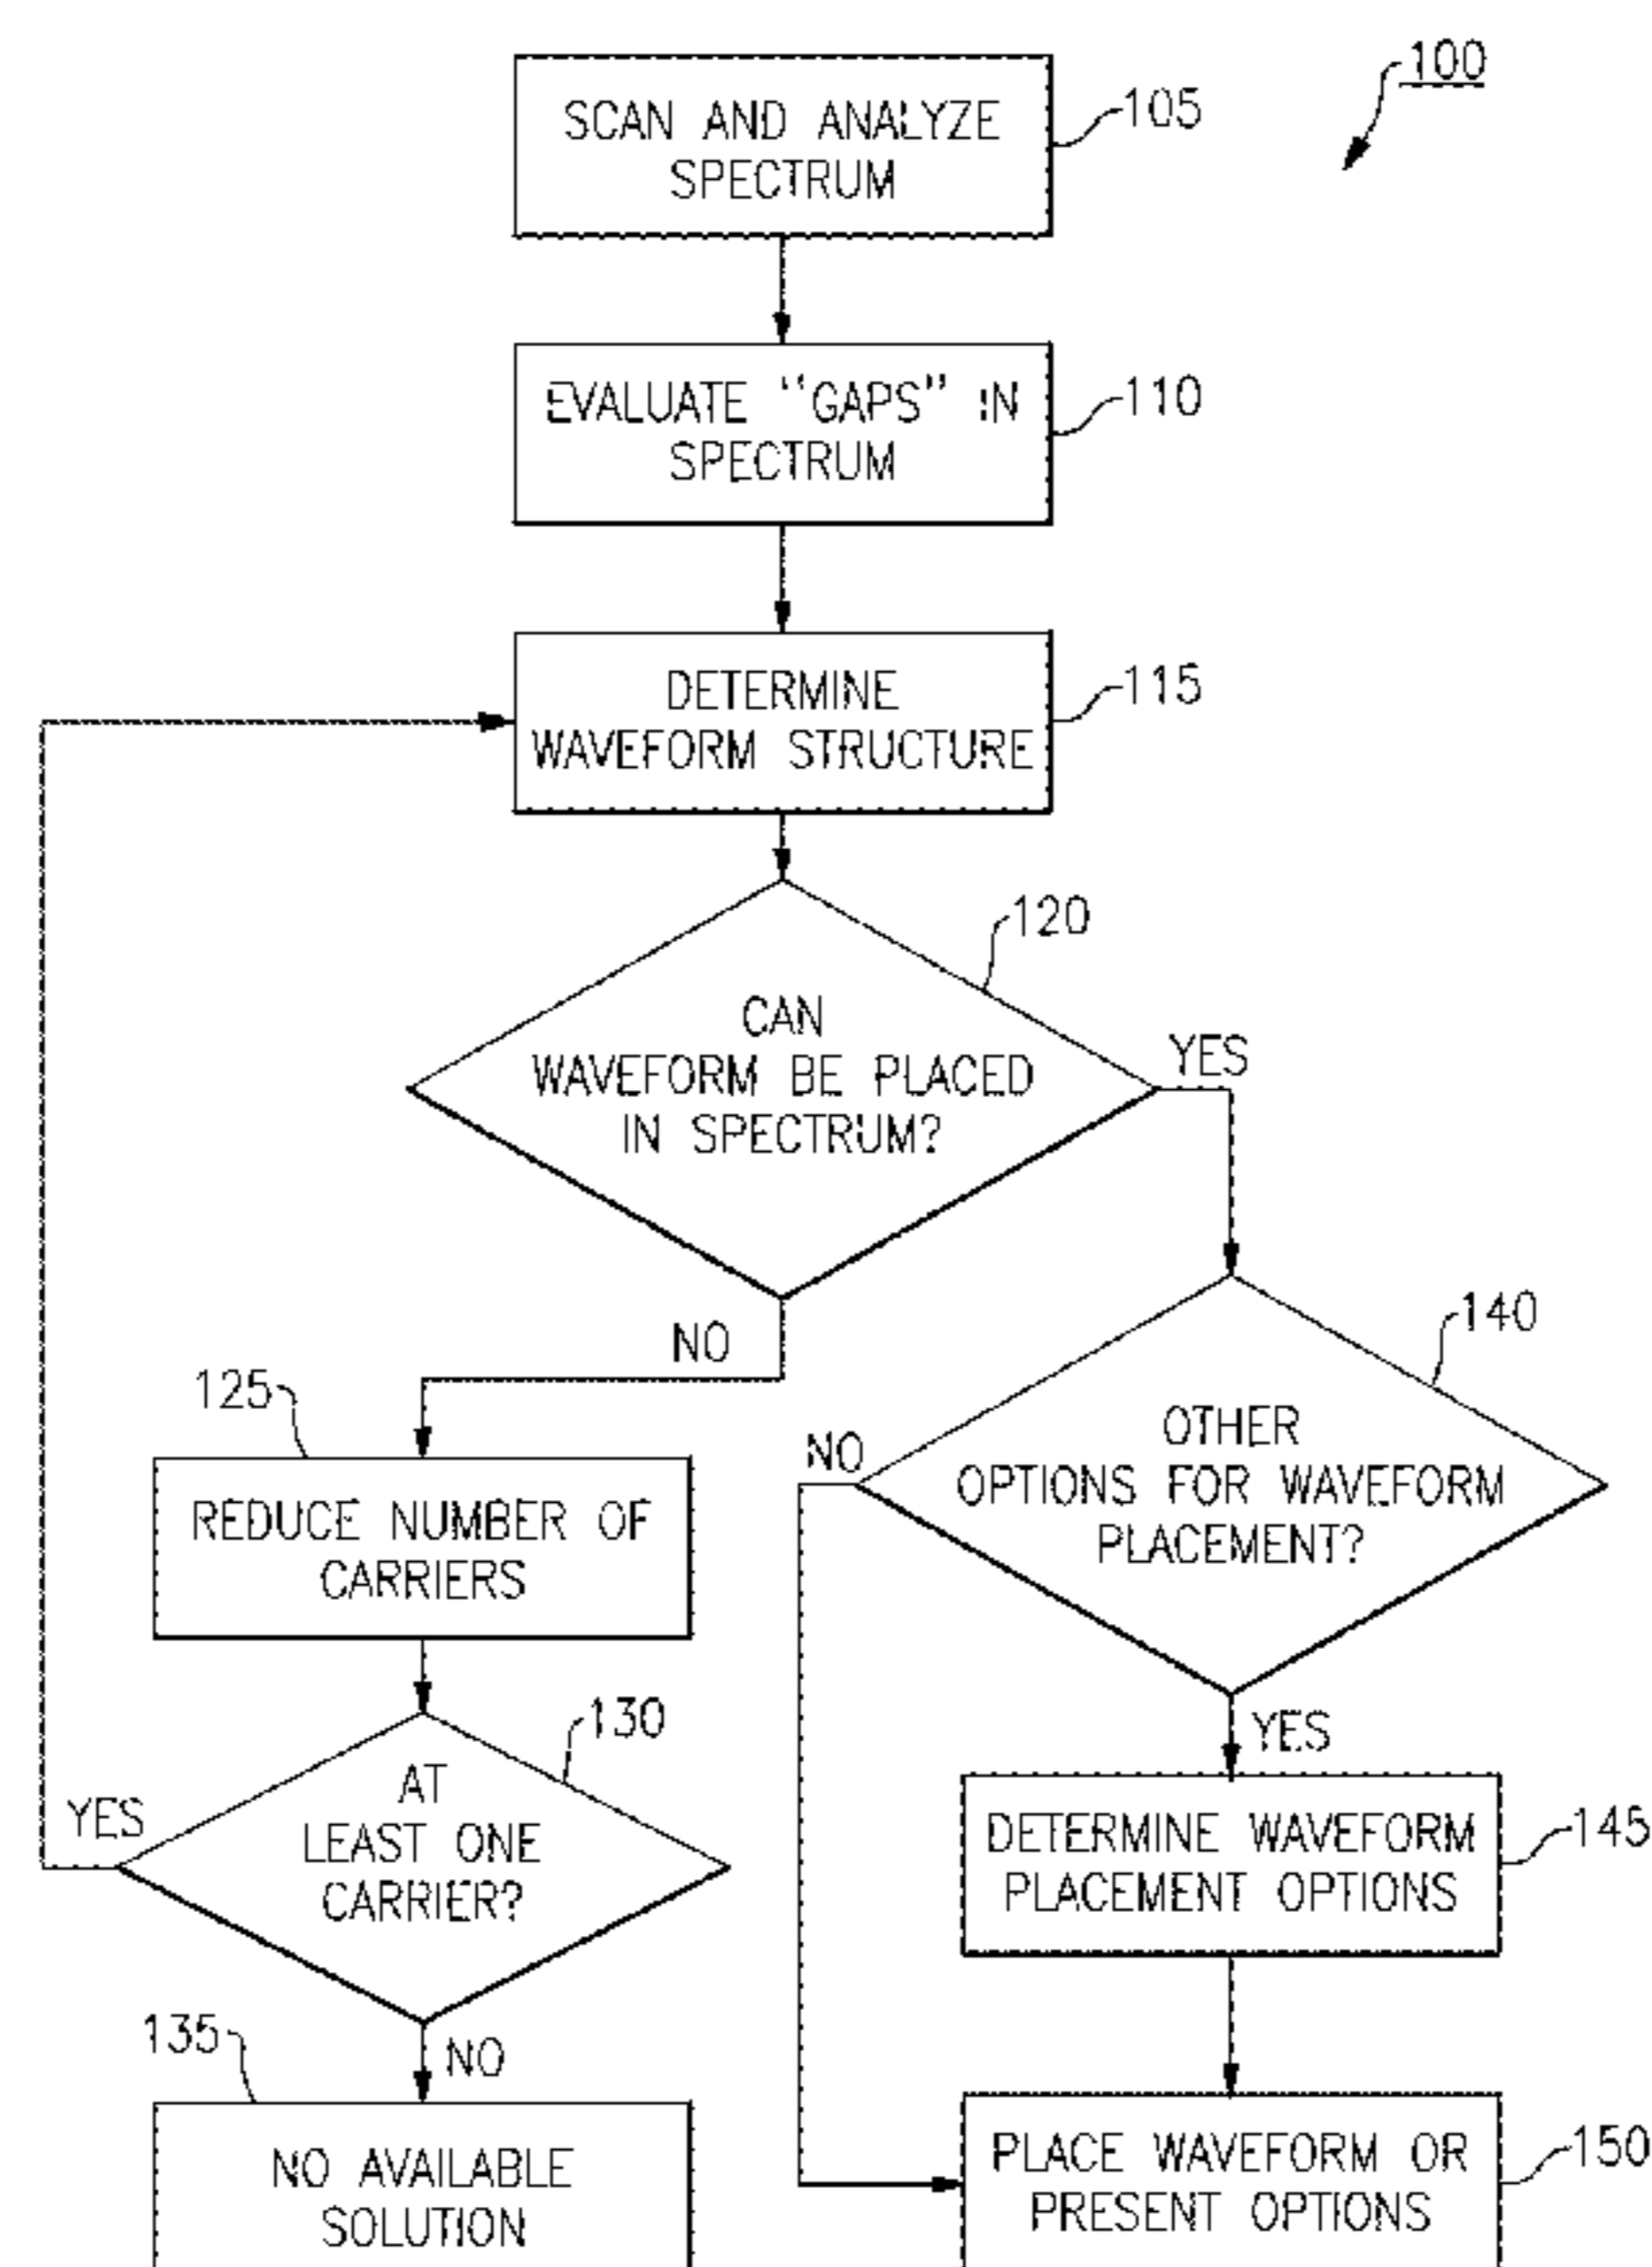 100
SCAN AND ANALYZE
SPECTRUM
105
EVALUATE "GAPS" IN
SPECTRUM
110
DETERMINE
WAVEFORM STRUCTURE
115
CAN
WAVEFORM BE PLACED
IN SPECTRUM?
120
YES
NO
125
REDUCE NUMBER OF
CARRIERS
140
OTHER
OPTIONS FOR WAVEFORM
PLACEMENT?
NO
YES
130
AT
LEAST ONE
CARRIER?
YES
NO
DETERMINE WAVEFORM
PLACEMENT OPTIONS
145
135
NO AVAILABLE
SOLUTION
PLACE WAVEFORM OR
PRESENT OPTIONS
150